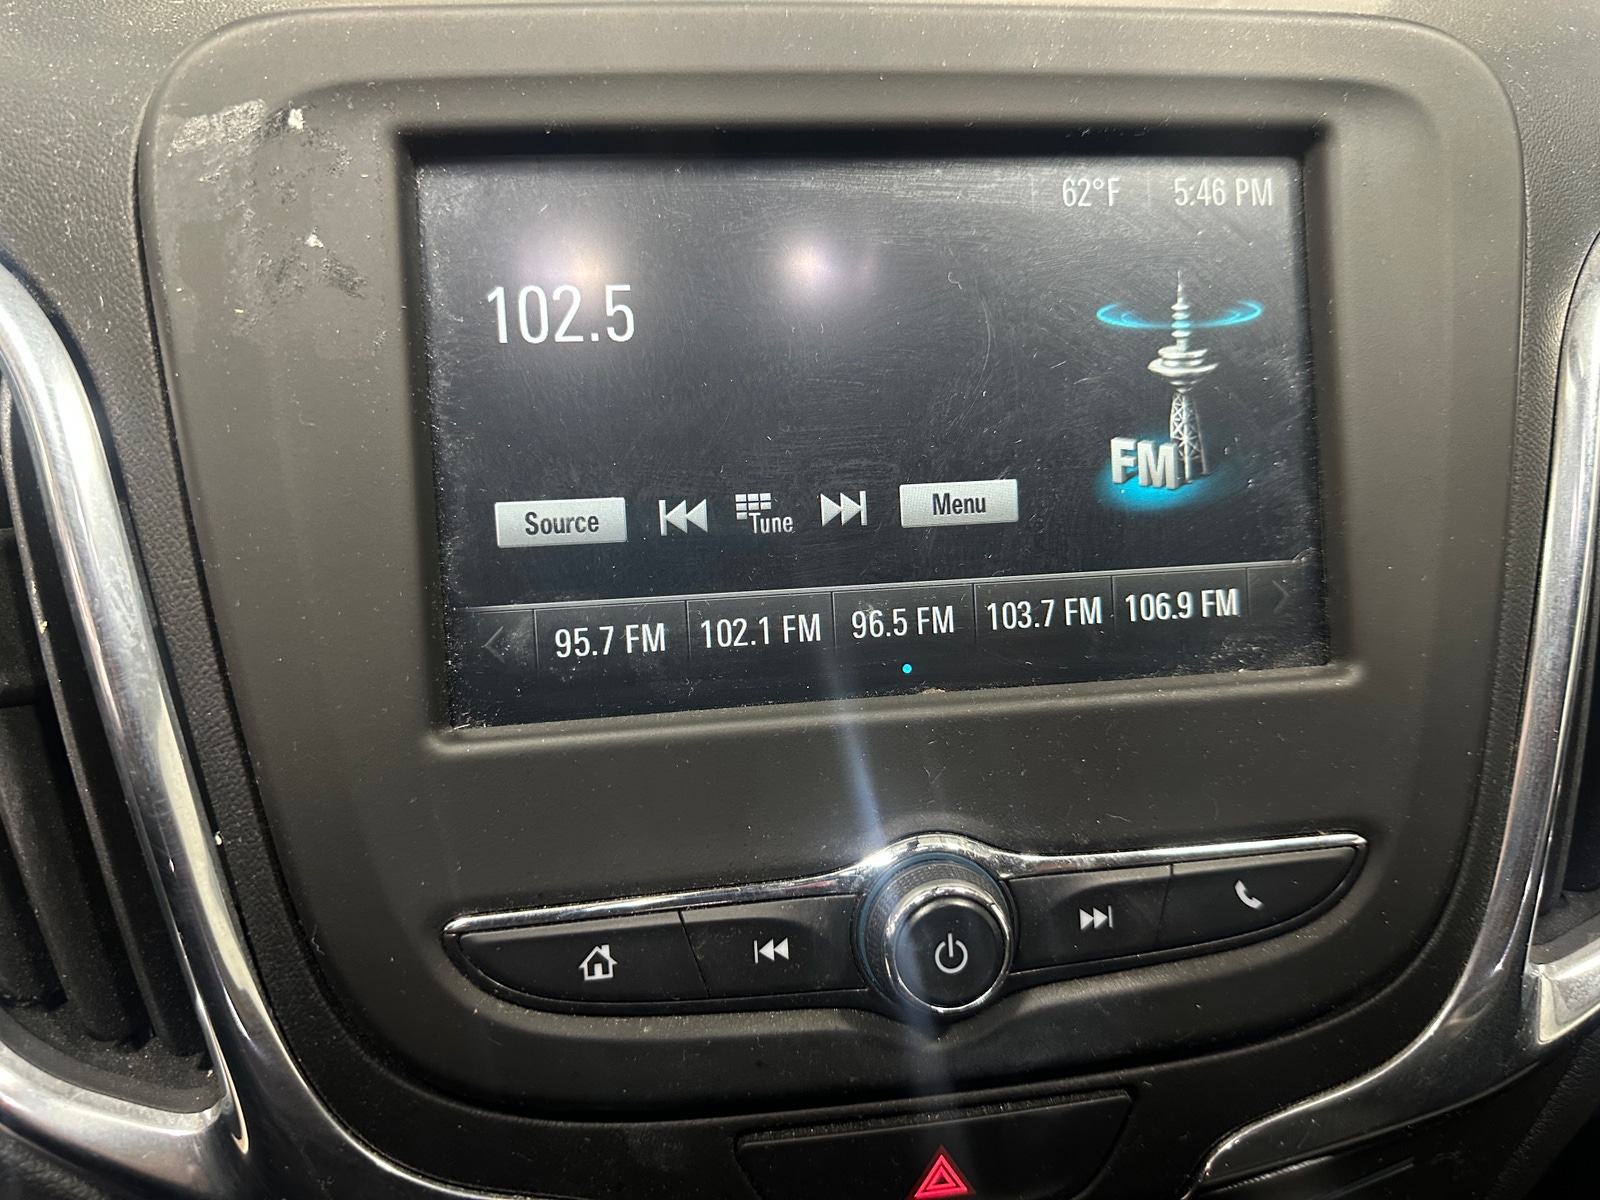 62°F 5:46 PM
102.5
FM
Source Tune Menu
95.7 FM 102.1 FM 96.5 FM 103.7 FM 106.9 FM